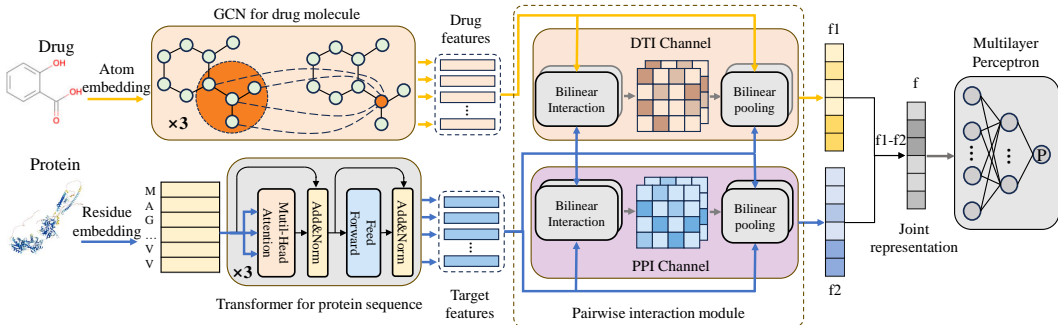 GCN for drug molecule
Drug
features
Drug
OH
OH
O
Atom
embedding
×3
DTI Channel
Bilinear
Interaction
Bilinear
pooling
f1
Multilayer
Perceptron
f
f1-f2
P
Joint
representation
Protein
Residue
embedding
M
A
G
...
V
V
Mutil-Head
Attention
Add&Norm
Feed
Forward
Add&Norm
×3
Transformer for protein sequence
Target
features
Bilinear
Interaction
Bilinear
pooling
PPI Channel
Pairwise interaction module
f2